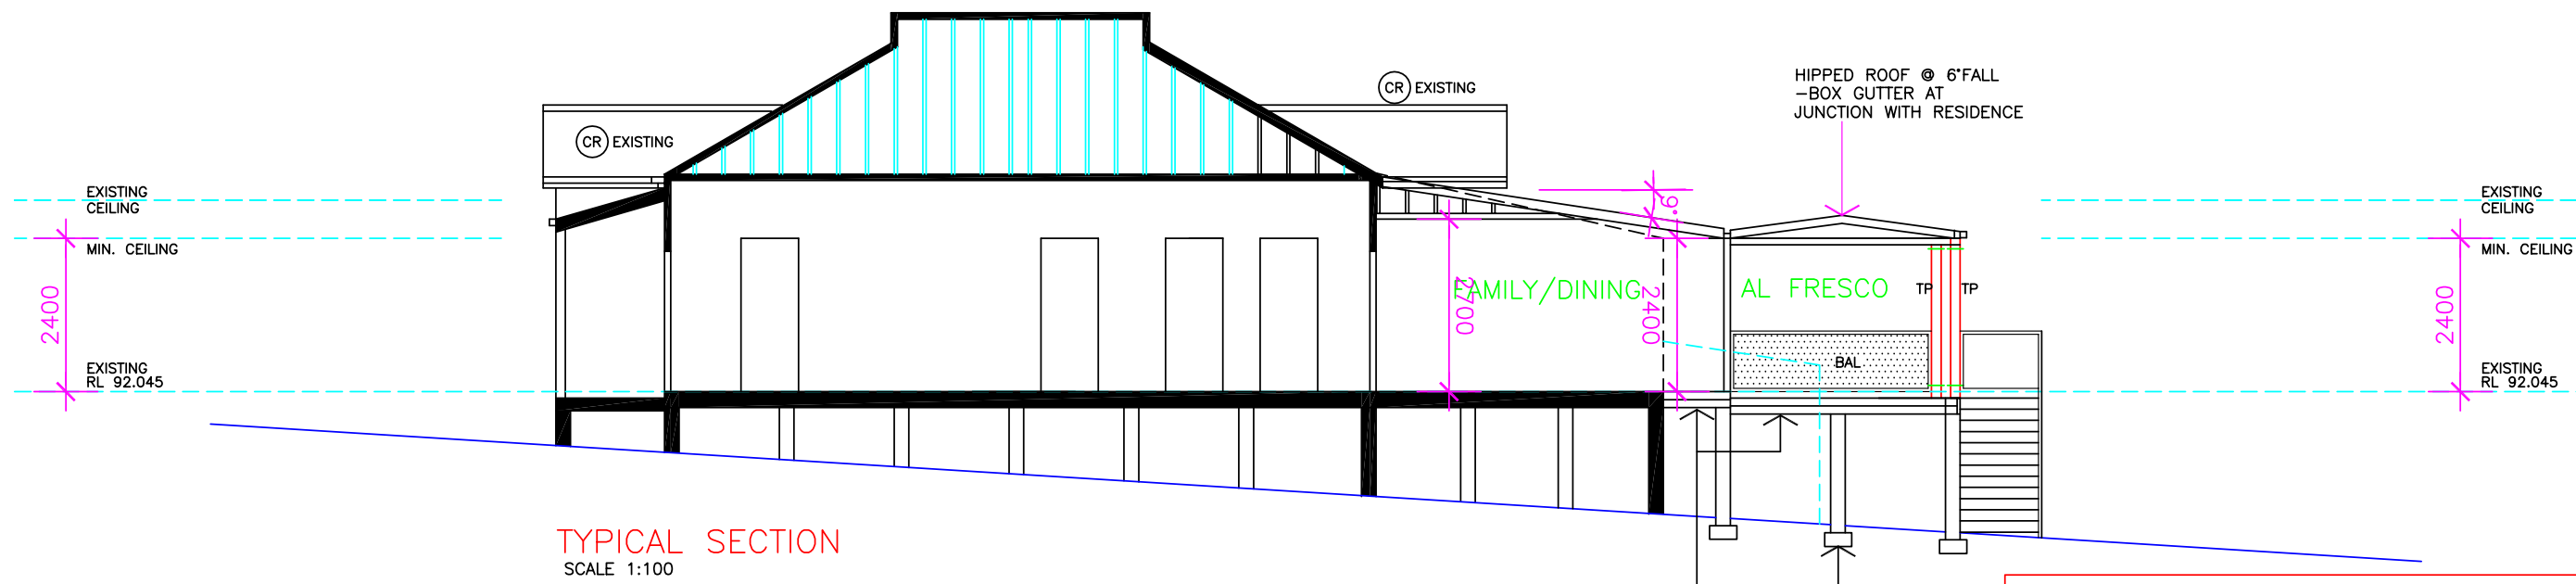 HIPPED ROOF @ 6°FALL
-BOX GUTTER AT
JUNCTION WITH RESIDENCE
CR EXISTING
CR EXISTING
EXISTING
CEILING
MIN. CEILING
2400
EXISTING
RL 92.045
6°
FAMILY/DINING
2700
2400
AL FRESCO
TP
TP
BAL
EXISTING
CEILING
MIN. CEILING
2400
EXISTING
RL 92.045
TYPICAL SECTION
SCALE 1:100